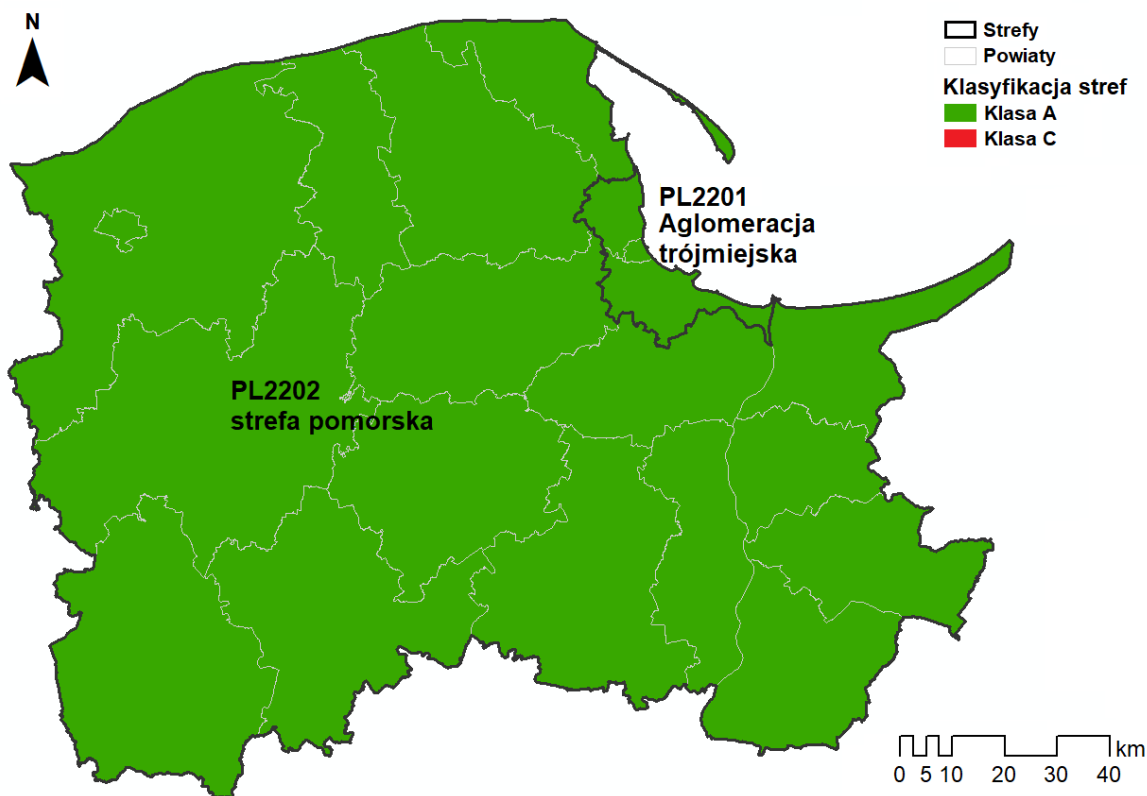 N
Strefy
Powiaty
Klasyfikacja stref
Klasa A
Klasa C
PL2201
Aglomeracja
trójmiejska
PL2202
strefa pomorska
km
0 5 10 20 30 40